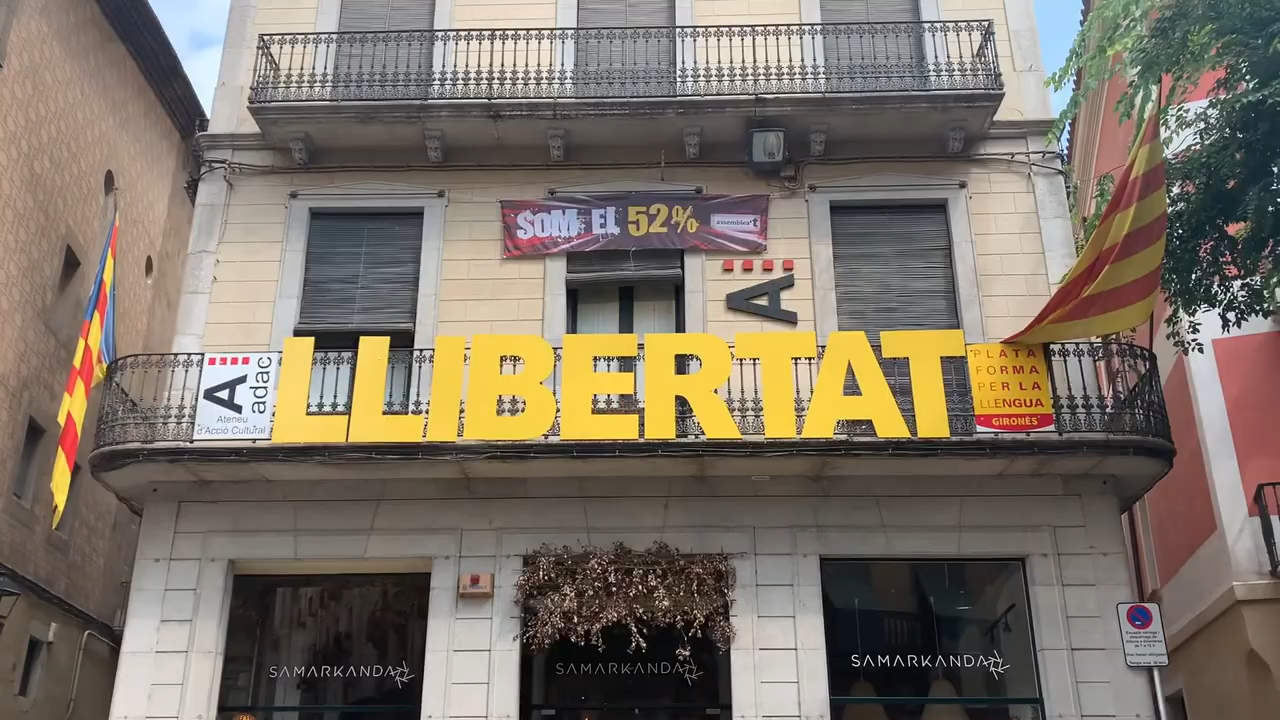 SOM EL 52%
assemblea
A
A
adac
Ateneu
d'Acció Cultural
LLIBERTAT
PLATA
FORMA
PER LA
LLENGUA
GIRONÈS
SAMARKANDA
SAMARKANDA
SAMARKANDA